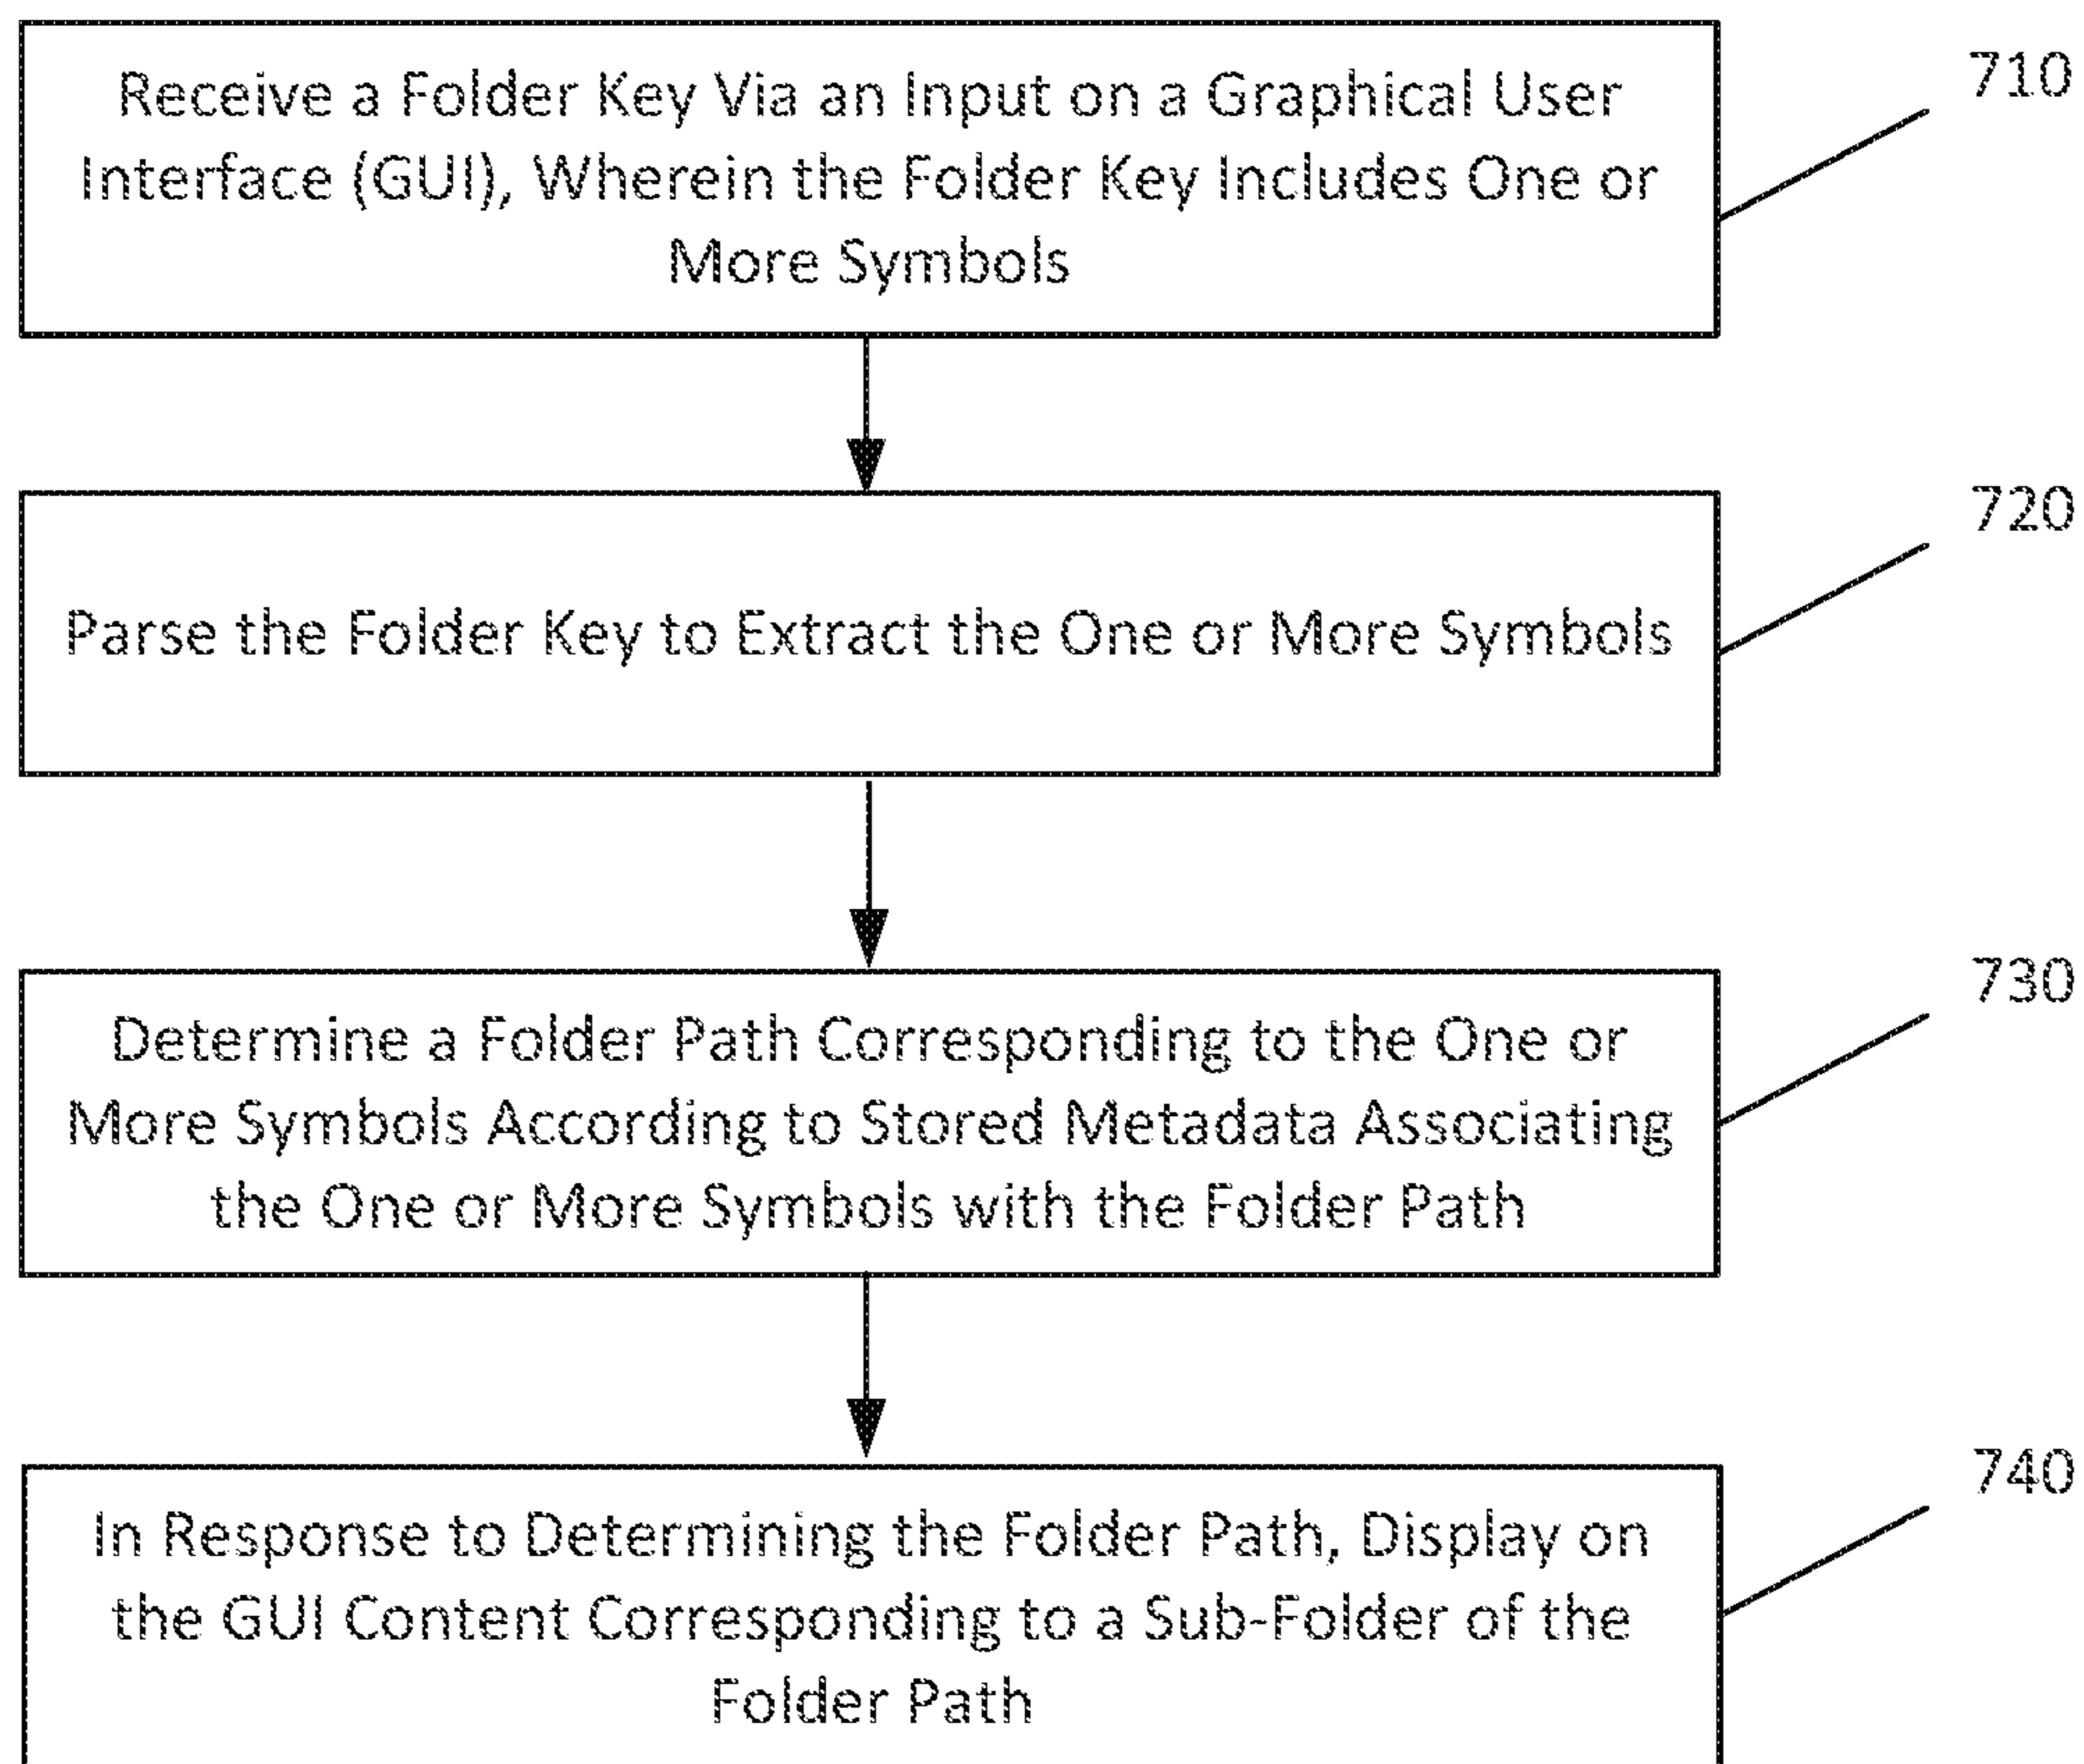 Receive a Folder Key Via an Input on a Graphical User
Interface (GUI), Wherein the Folder Key Includes One or
More Symbols
710
Parse the Folder Key to Extract the One or More Symbols
720
Determine a Folder Path Corresponding to the One or
More Symbols According to Stored Metadata Associating
the One or More Symbols with the Folder Path
730
In Response to Determining the Folder Path, Display on
the GUI Content Corresponding to a Sub-Folder of the
Folder Path
740